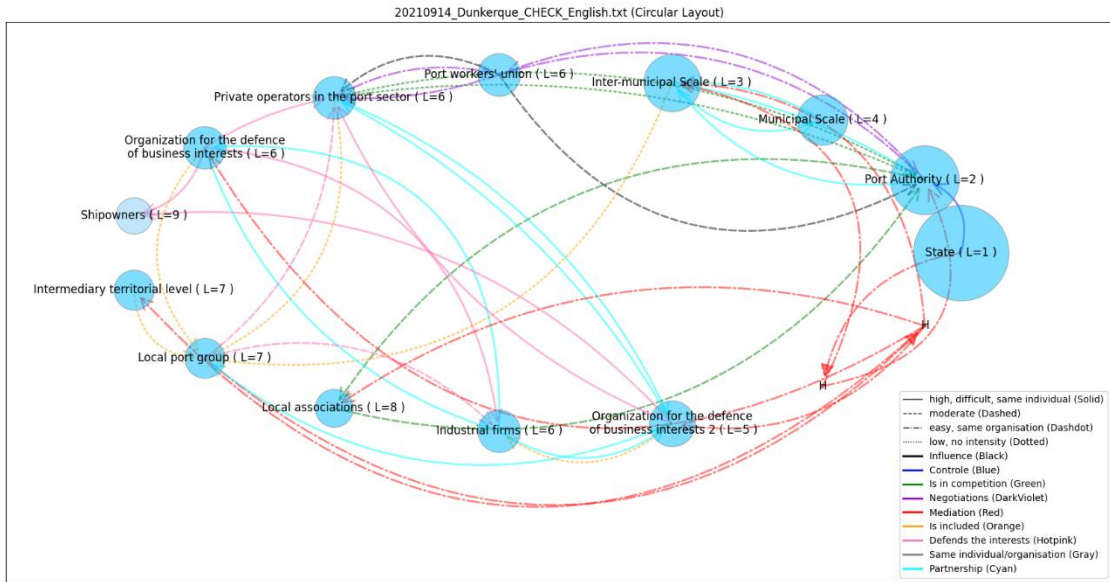 20210914_Dunkerque_CHECK_English.txt (Circular Layout)
Port workers' union ( L=6 )
Inter-municipal Scale ( L=3 )
Private operators in the port sector ( L=6 )
Municipal Scale ( L=4 )
Organization for the defence
of business interests ( L=6 )
Port Authority ( L=2 )
Shipowners ( L=9 )
State ( L=1 )
Intermediary territorial level ( L=7 )
H
Local port group ( L=7 )
H
Local associations ( L=8 )
Industrial firms ( L=6 )
Organization for the defence
of business interests 2 ( L=5 )
high, difficult, same individual (Solid)
moderate (Dashed)
easy, same organisation (Dashdot)
low, no intensity (Dotted)
Influence (Black)
Controle (Blue)
Is in competition (Green)
Negotiations (DarkViolet)
Mediation (Red)
Is included (Orange)
Defends the interests (Hotpink)
Same individual/organisation (Gray)
Partnership (Cyan)